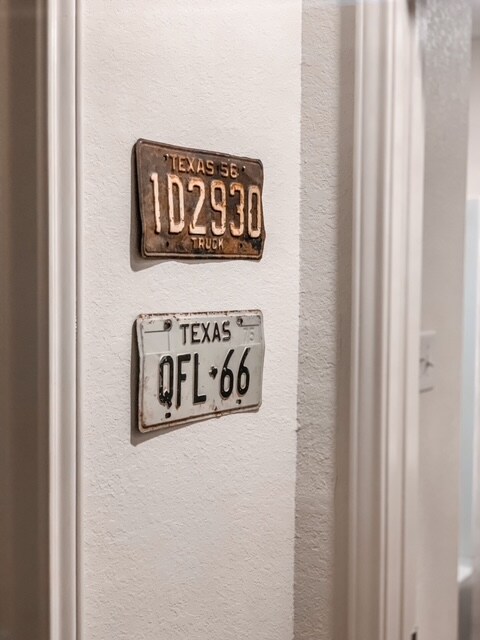 TEXAS 56
1D2930
TRUCK
TEXAS
QFL 66